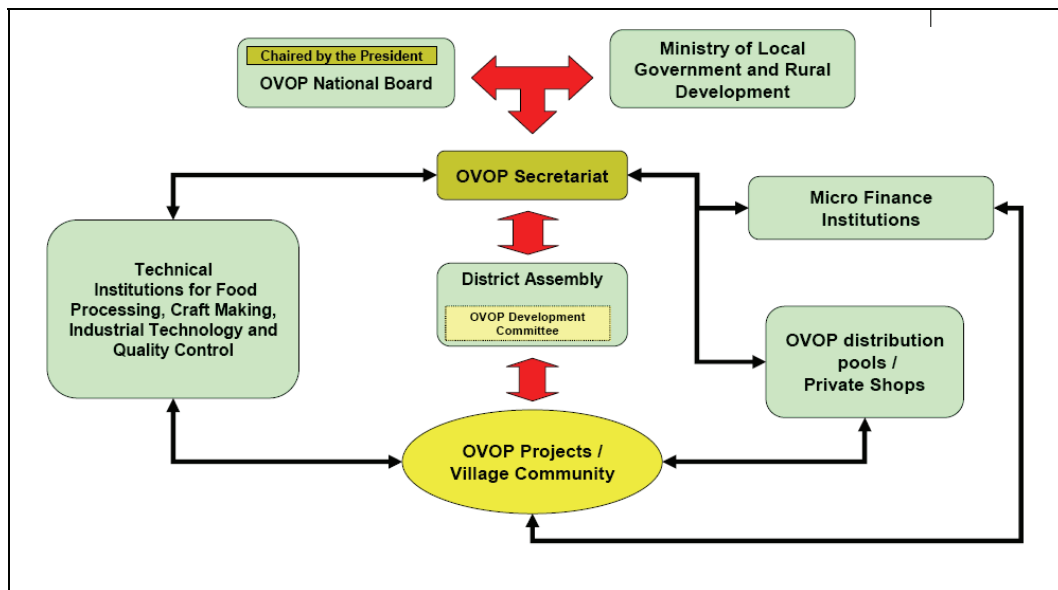 Chaired by the President
OVOP National Board
Ministry of Local
Government and Rural
Development
OVOP Secretariat
Micro Finance
Institutions
Technical
Institutions for Food
Processing, Craft Making,
Industrial Technology and
Quality Control
District Assembly
OVOP Development
Committee
OVOP distribution
pools /
Private Shops
OVOP Projects /
Village Community